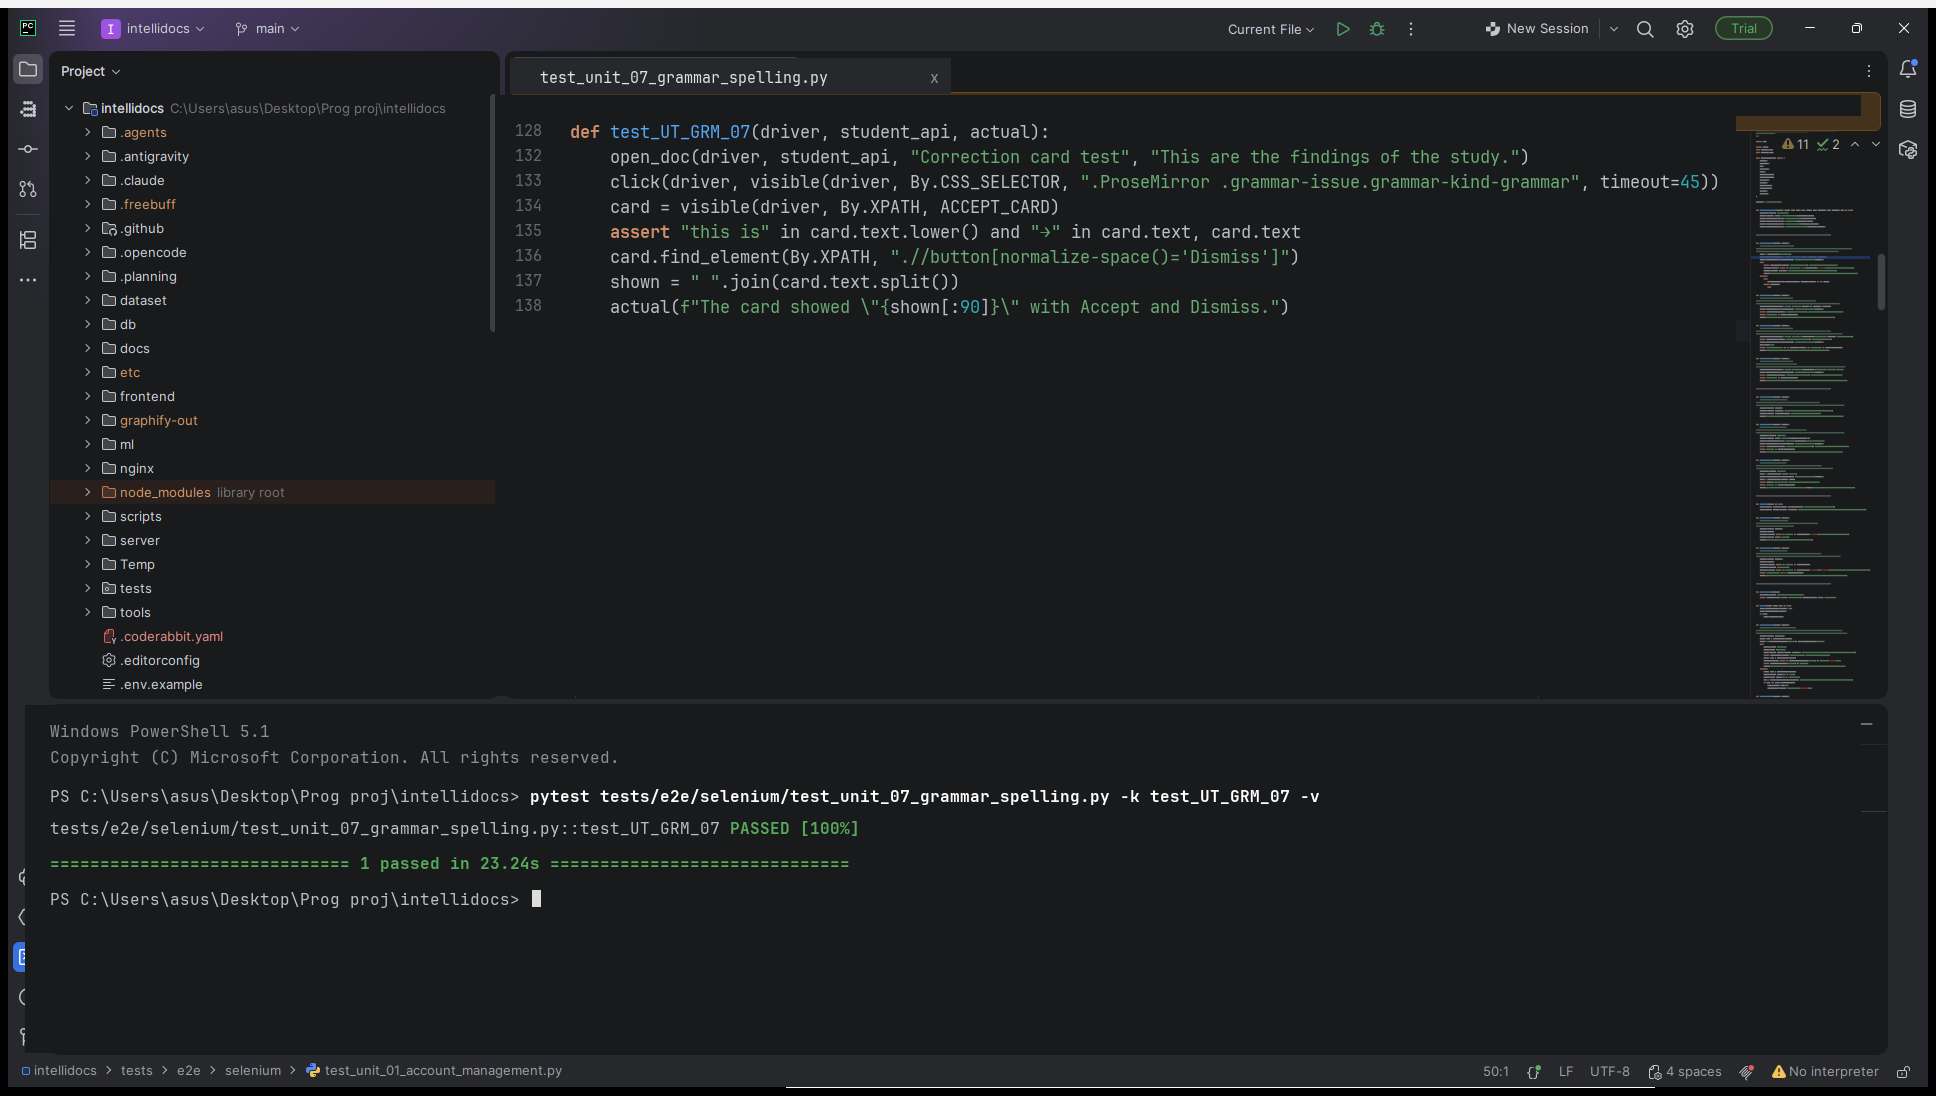 PC
I intellidocs
main
Current File
New Session
Trial
Project
test_unit_07_grammar_spelling.py x
intellidocs C:\Users\asus\Desktop\Prog proj\intellidocs
.agents
.antigravity
.claude
.freebuff
.github
.opencode
.planning
dataset
db
docs
etc
frontend
graphify-out
ml
nginx
node_modules library root
scripts
server
Temp
tests
tools
.coderabbit.yaml
.editorconfig
.env.example
11 2
128 def test_UT_GRM_07(driver, student_api, actual):
132 open_doc(driver, student_api, "Correction card test", "This are the findings of the study.")
133 click(driver, visible(driver, By.CSS_SELECTOR, ".ProseMirror .grammar-issue.grammar-kind-grammar", timeout=45))
134 card = visible(driver, By.XPATH, ACCEPT_CARD)
135 assert "this is" in card.text.lower() and "→" in card.text, card.text
136 card.find_element(By.XPATH, ".//button[normalize-space()='Dismiss']")
137 shown = " ".join(card.text.split())
138 actual(f"The card showed \"{shown[:90]}\" with Accept and Dismiss.")
Windows PowerShell 5.1
Copyright (C) Microsoft Corporation. All rights reserved.
PS C:\Users\asus\Desktop\Prog proj\intellidocs> pytest tests/e2e/selenium/test_unit_07_grammar_spelling.py -k test_UT_GRM_07 -v
tests/e2e/selenium/test_unit_07_grammar_spelling.py::test_UT_GRM_07 PASSED [100%]
============================== 1 passed in 23.24s ==============================
PS C:\Users\asus\Desktop\Prog proj\intellidocs>
intellidocs > tests > e2e > selenium > test_unit_01_account_management.py
50:1 LF UTF-8 4 spaces No interpreter